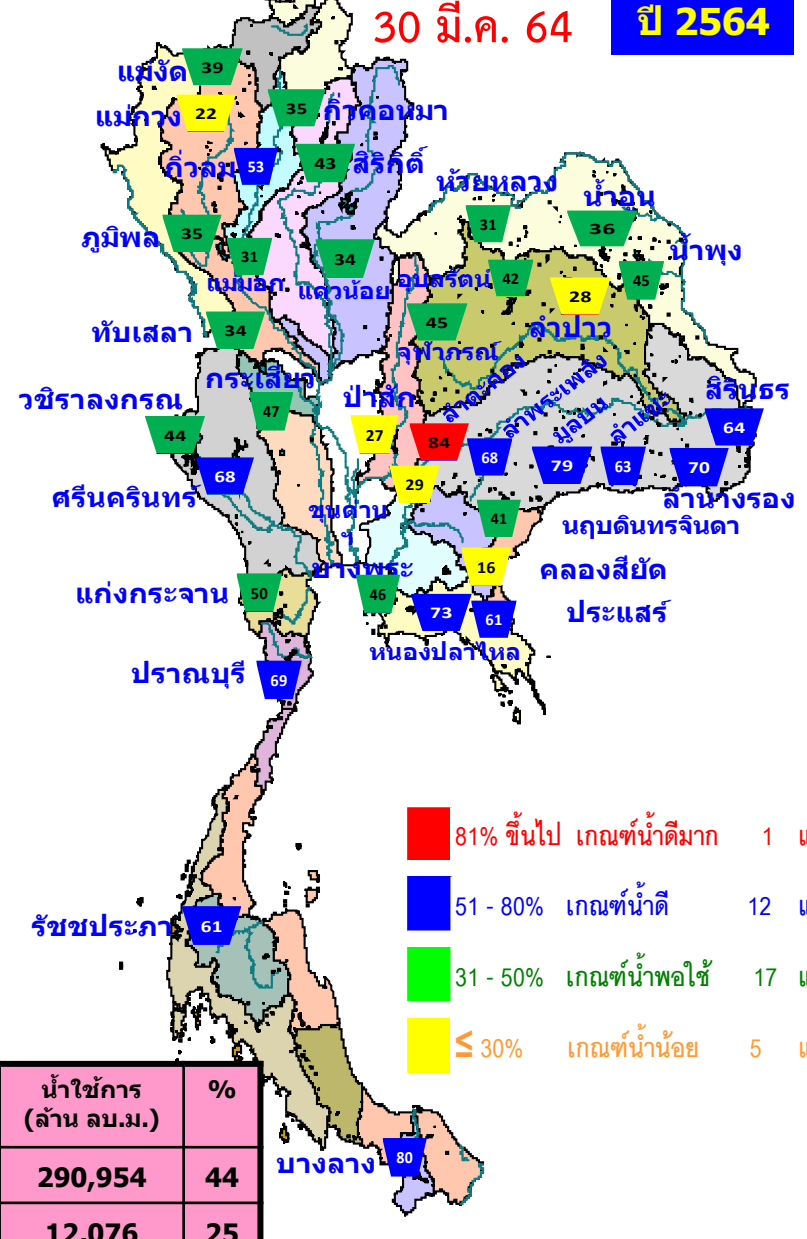 30 มี.ค. 64
ปี 2564
แม่งัด
39
แม่กวง
22
35
กิ่วคอหมา
กิ่วลม
53
43
สิริกิติ์
ห้วยหลวง
31
น้ำอูน
36
ภูมิพล
35
31
แม่มอก
34
แควน้อย
อุบลรัตน์
42
28
ลำปาว
45
น้ำพุง
ทับเสลา
34
45
จุฬาภรณ์
กระเสียว
47
วชิราลงกรณ
44
ป่าสัก
27
ลำตะคอง
84
ลำพระเพลิง
68
มูลบน
79
ลำแชะ
63
สิรินธร
64
ศรีนครินทร์
68
29
ขุนด่าน
ฯ
70
ลำนางรอง
41
นฤบดินทรจินดา
บางพระ
46
16
คลองสียัด
แก่งกระจาน
50
73
61
ประแสร์
หนองปลาไหล
ปราณบุรี
69
81% ขึ้นไป เกณฑ์น้ำดีมาก 1
51 - 80% เกณฑ์น้ำดี 12
31 - 50% เกณฑ์น้ำพอใช้ 17
≤ 30% เกณฑ์น้ำน้อย 5
รัชชประภา
61
น้ำใช้การ %
(ล้าน ลบ.ม.)
290,954 44
12,076 25
บางลาง
80